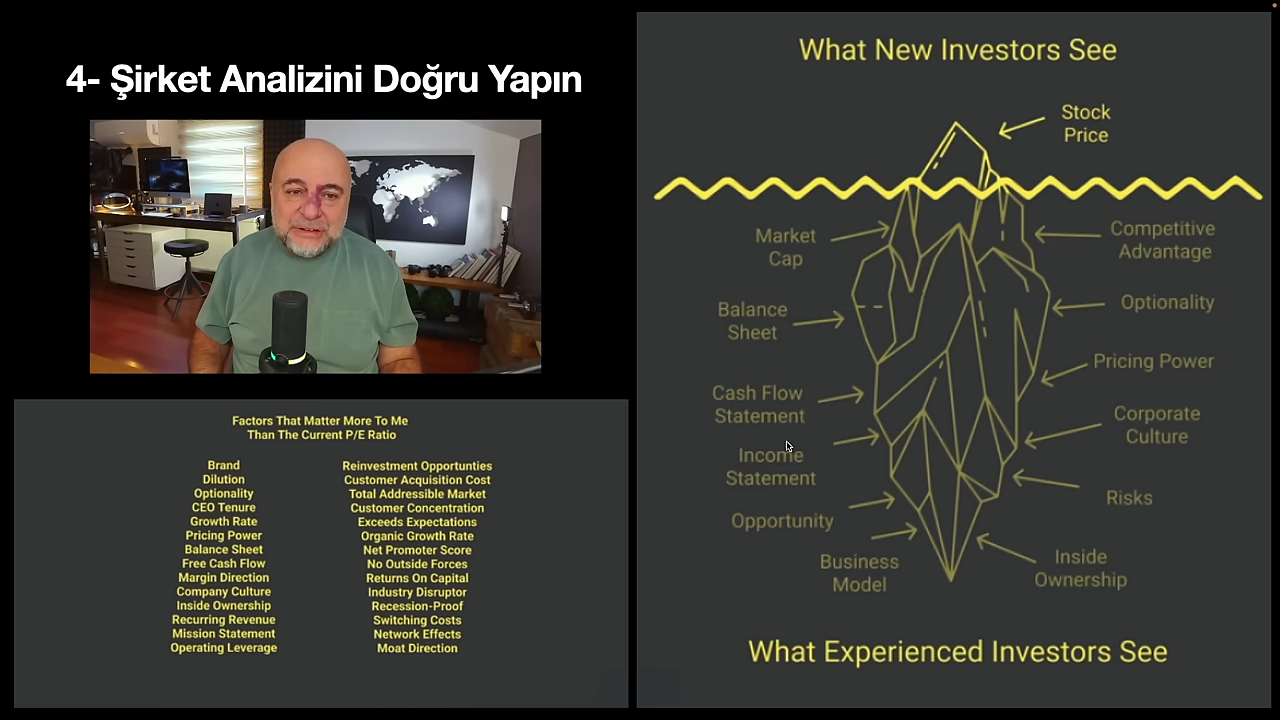 4- Şirket Analizini Doğru Yapın
Factors That Matter More To Me
Than The Current P/E Ratio
Brand
Dilution
Optionality
CEO Tenure
Growth Rate
Pricing Power
Balance Sheet
Free Cash Flow
Margin Direction
Company Culture
Inside Ownership
Recurring Revenue
Mission Statement
Operating Leverage
Reinvestment Opportunties
Customer Acquisition Cost
Total Addressible Market
Customer Concentration
Exceeds Expectations
Organic Growth Rate
Net Promoter Score
No Outside Forces
Returns On Capital
Industry Disruptor
Recession-Proof
Switching Costs
Network Effects
Moat Direction
What New Investors See
Stock
Price
Market
Cap
Balance
Sheet
Cash Flow
Statement
Income
Statement
Opportunity
Business
Model
Competitive
Advantage
Optionality
Pricing Power
Corporate
Culture
Risks
Inside
Ownership
What Experienced Investors See